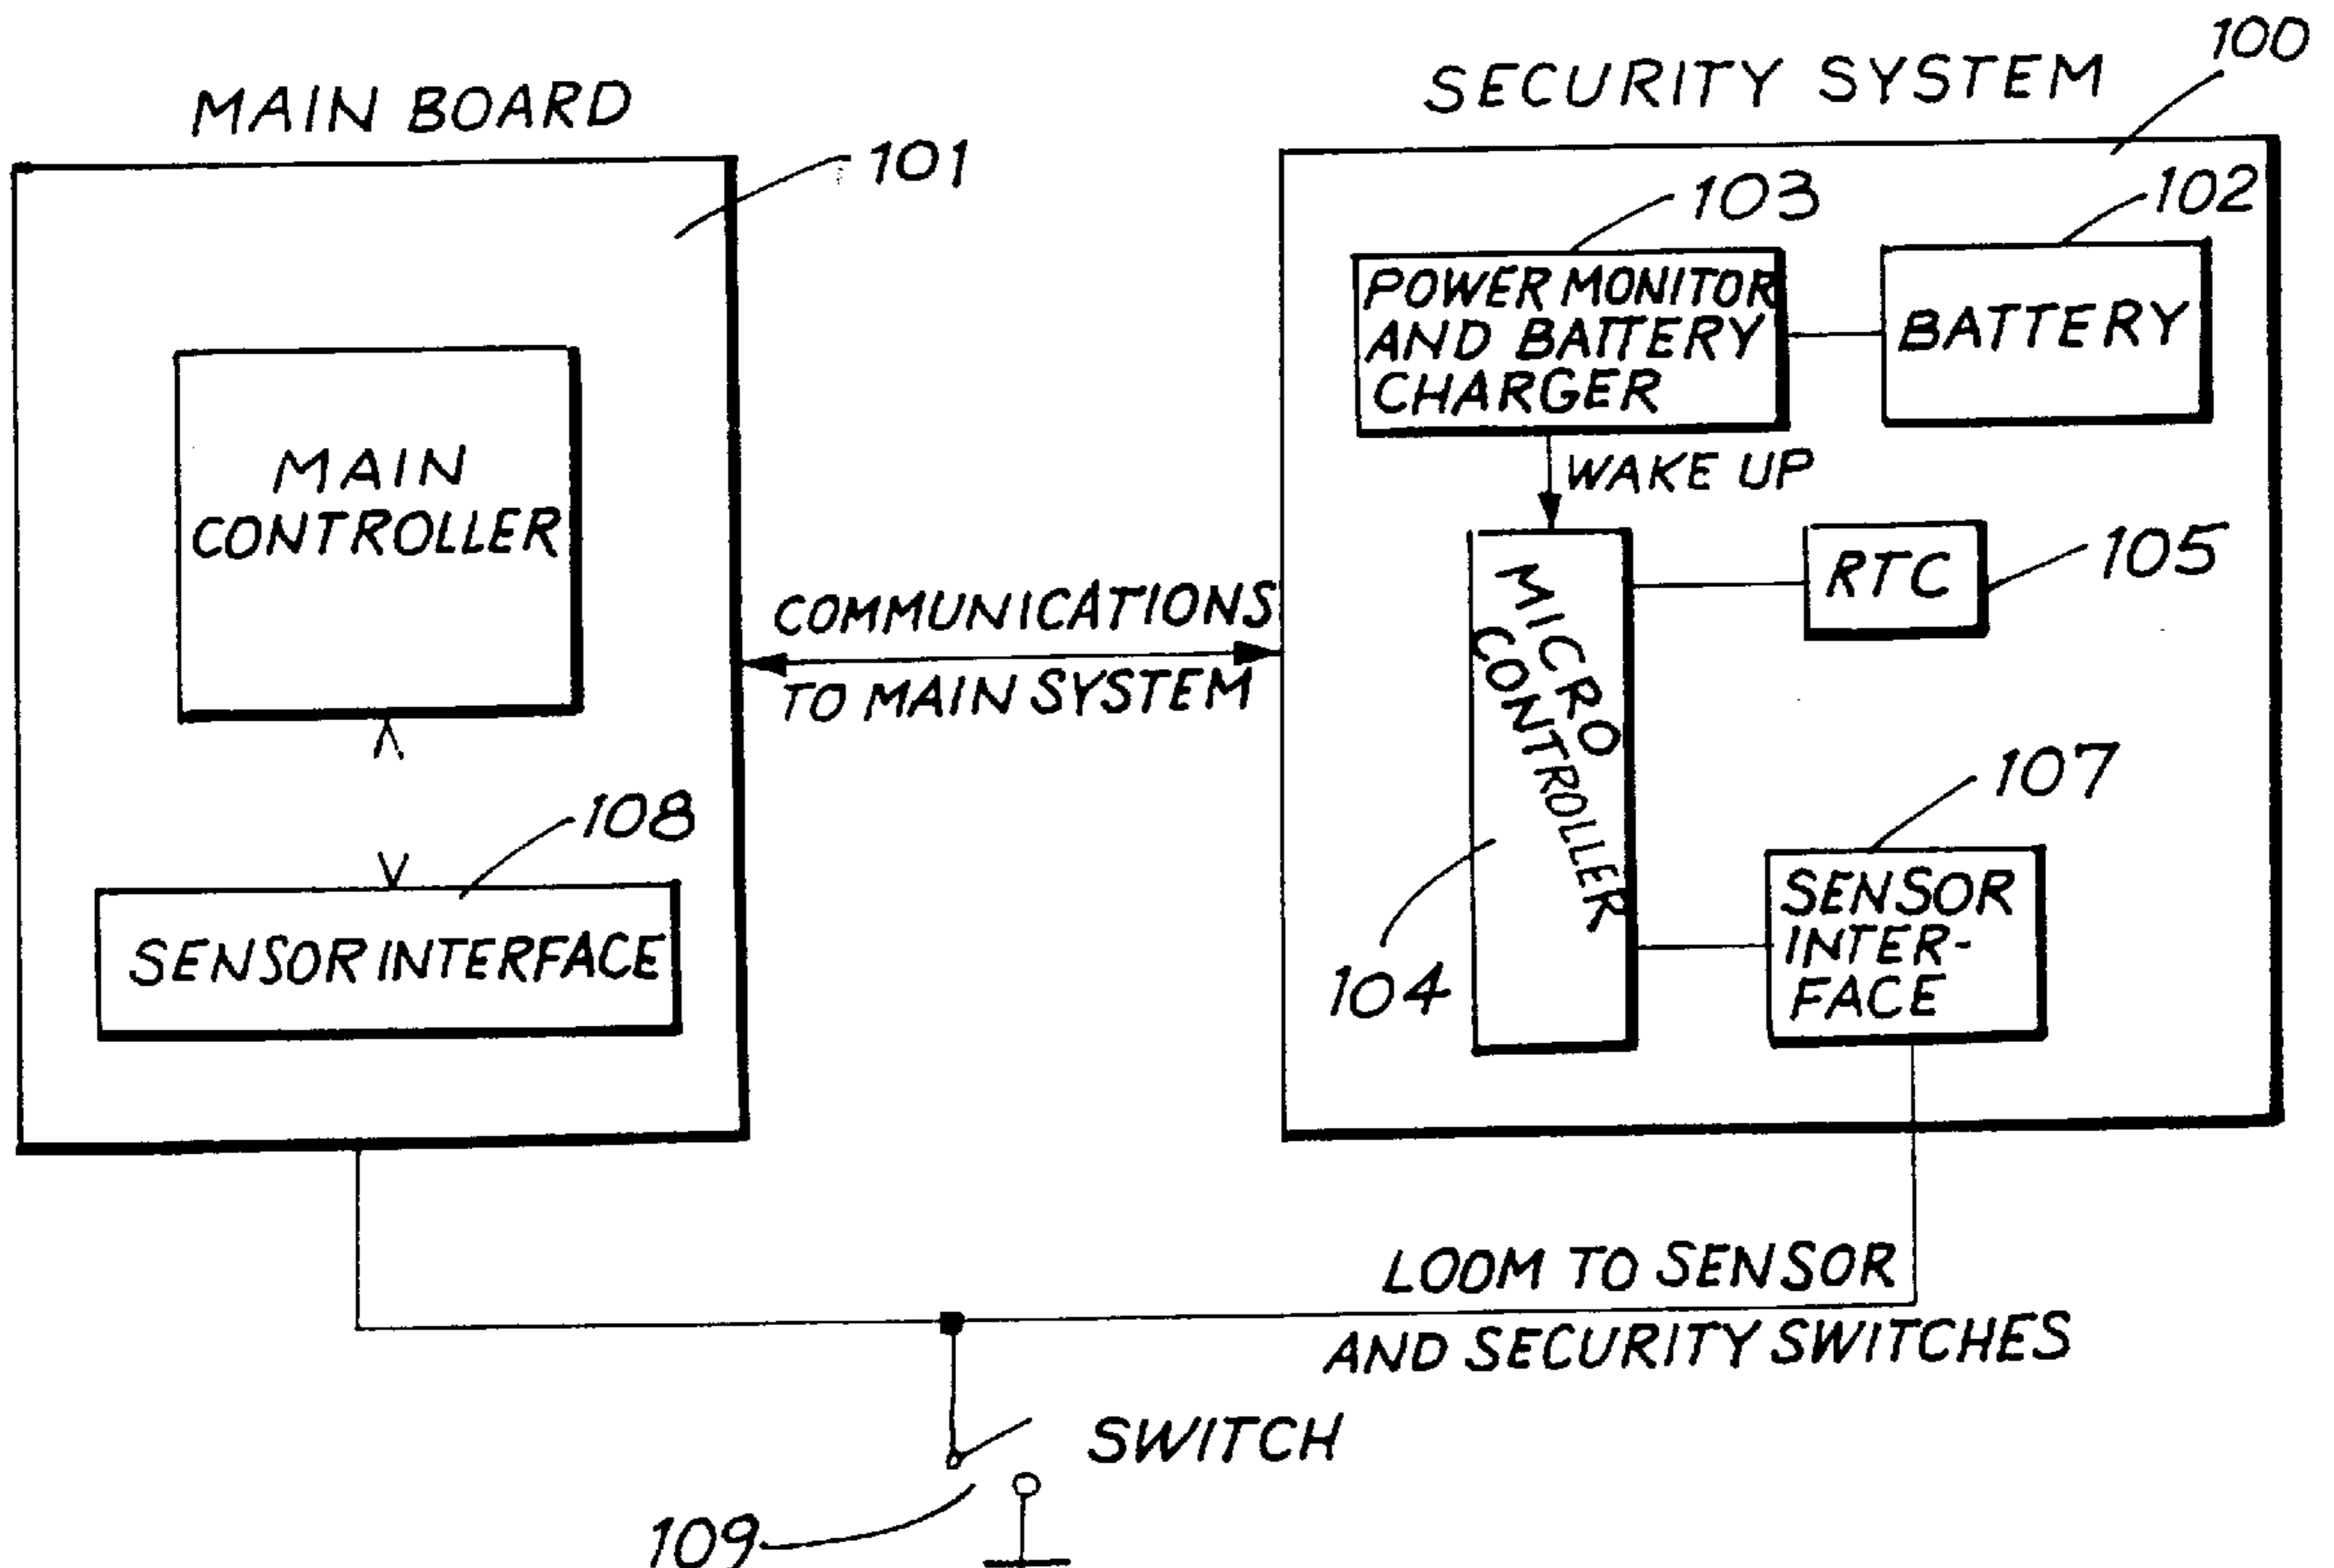 MAIN BOARD
101
MAIN
CONTROLLER
108
SENSOR INTERFACE
COMMUNICATIONS
TO MAIN SYSTEM
SECURITY SYSTEM
100
103
102
POWER MONITOR
AND BATTERY
CHARGER
BATTERY
WAKE UP
MICRO
CONTROLLER
RTC
105
104
107
SENSOR
INTER-
FACE
LOOM TO SENSOR
AND SECURITY SWITCHES
SWITCH
109